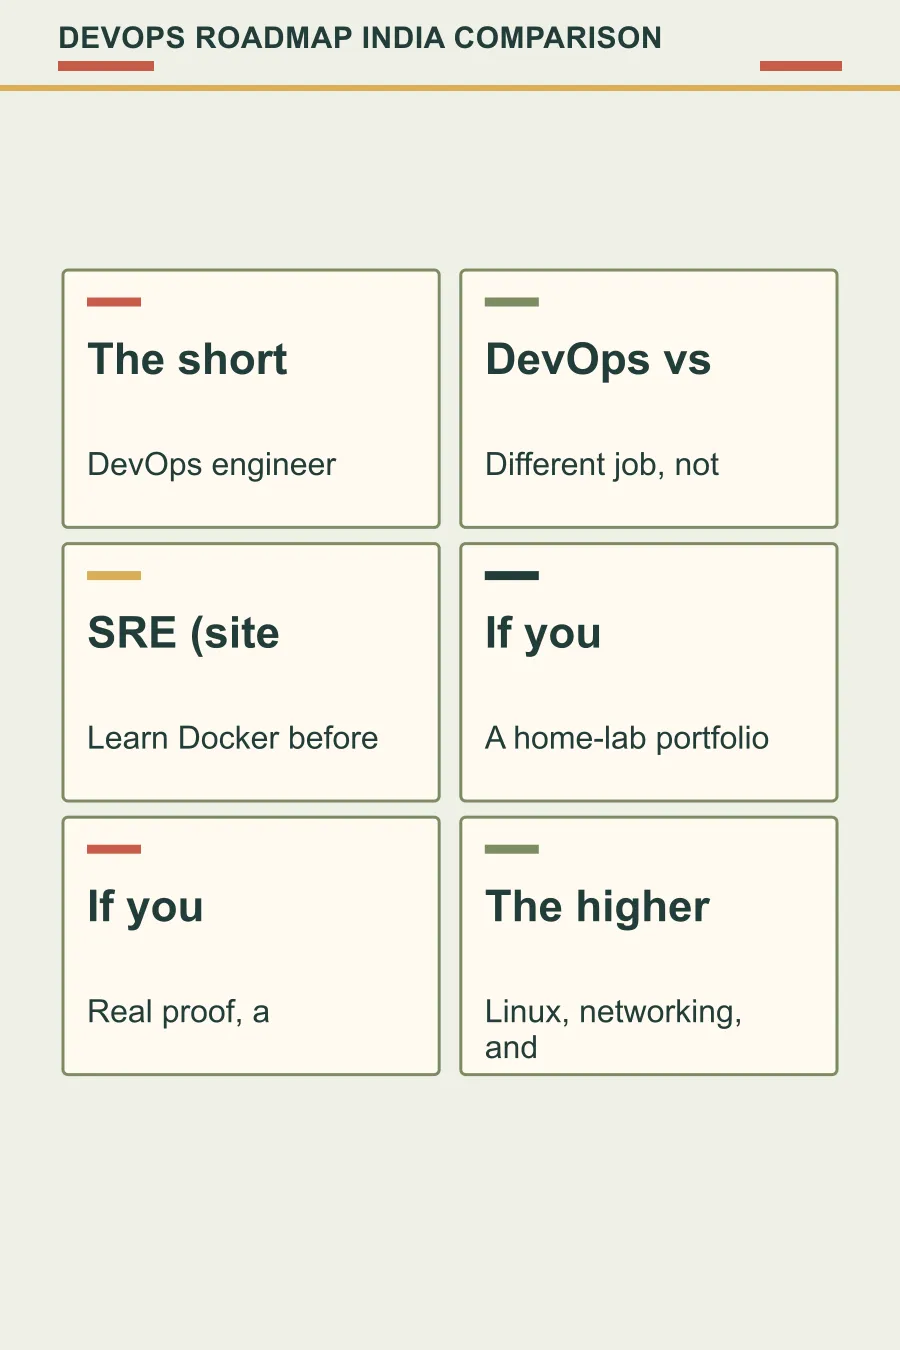 DEVOPS ROADMAP INDIA COMPARISON
The short
DevOps engineer
DevOps vs
Different job, not
SRE (site
Learn Docker before
If you
A home-lab portfolio
If you
Real proof, a
The higher
Linux, networking,
and